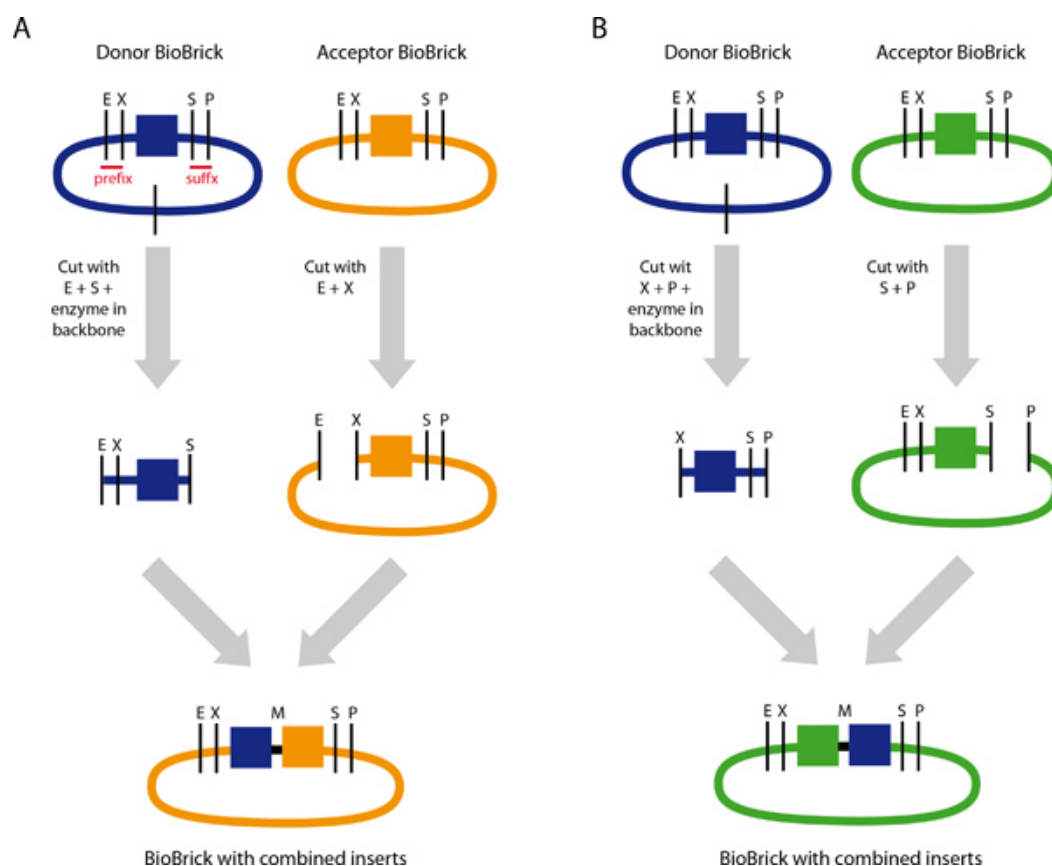 A
Donor BioBrick
Acceptor BioBrick
E X
S P
E X
S P
prefix
suffx
Cut with
E + S +
enzyme in
backbone
Cut with
E + X
E X
S
E
X
S P
E X
M
S P
BioBrick with combined inserts
B
Donor BioBrick
Acceptor BioBrick
E X
S P
E X
S P
Cut wit
X + P +
enzyme in
backbone
Cut with
S + P
X
S P
E X
S
P
E X
M
S P
BioBrick with combined inserts